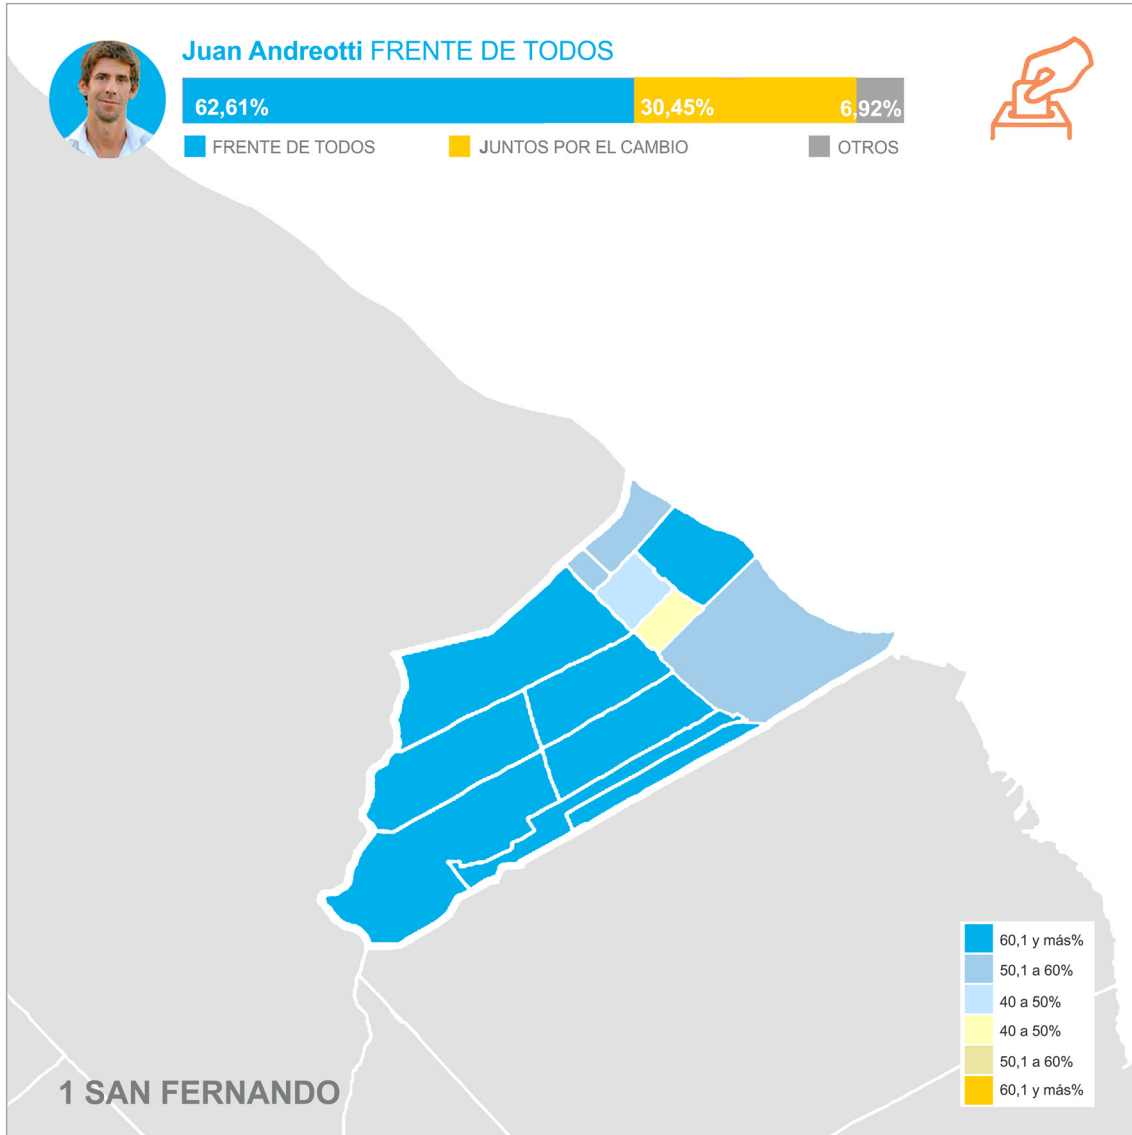 Juan Andreotti FRENTE DE TODOS
62,61% 30,45% 6,92%
FRENTE DE TODOS JUNTOS POR EL CAMBIO OTROS
60,1 y más%
50,1 a 60%
40 a 50%
40 a 50%
50,1 a 60%
60,1 y más%
1 SAN FERNANDO